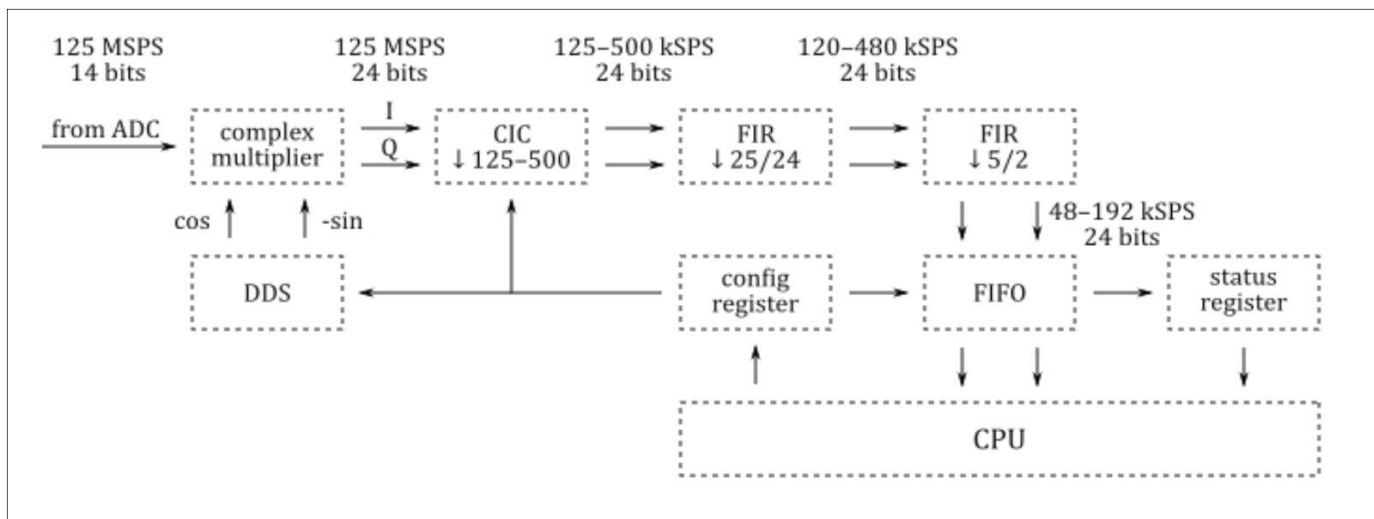 125 MSPS
14 bits
125 MSPS
24 bits
125–500 kSPS
24 bits
120–480 kSPS
24 bits
from ADC
complex
multiplier
I
Q
CIC
↓ 125–500
FIR
↓ 25/24
FIR
↓ 5/2
cos
-sin
48–192 kSPS
24 bits
DDS
config
register
FIFO
status
register
CPU